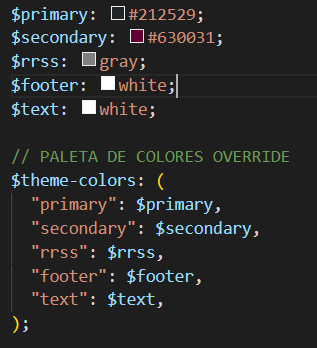 $primary: #212529;
$secondary: #630031;
$rrss: gray;
$footer: white;
$text: white;
// PALETA DE COLORES OVERRIDE
$theme-colors: (
"primary": $primary,
"secondary": $secondary,
"rrss": $rrss,
"footer": $footer,
"text": $text,
);